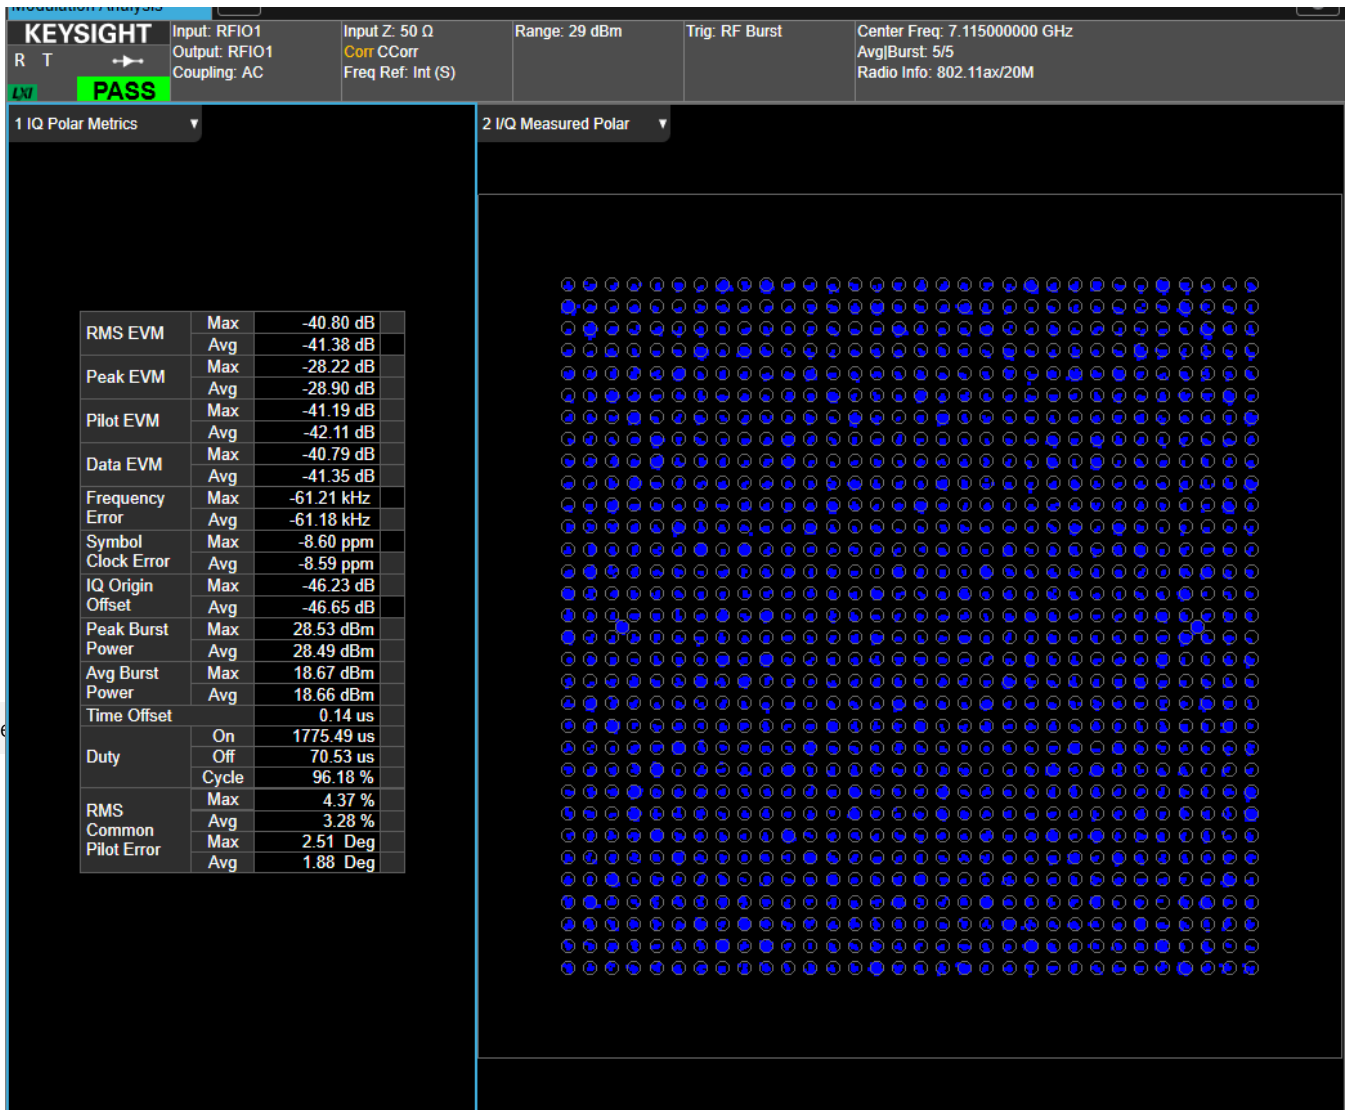 Modulation Analysis
KEYSIGHT
R T
LXI
PASS
Input: RFIO1
Output: RFIO1
Coupling: AC
Input Z: 50 Ω
Corr CCorr
Freq Ref: Int (S)
Range: 29 dBm
Trig: RF Burst
Center Freq: 7.115000000 GHz
Avg|Burst: 5/5
Radio Info: 802.11ax/20M
1 IQ Polar Metrics
2 I/Q Measured Polar
RMS EVM Max -40.80 dB
Avg -41.38 dB
Peak EVM Max -28.22 dB
Avg -28.90 dB
Pilot EVM Max -41.19 dB
Avg -42.11 dB
Data EVM Max -40.79 dB
Avg -41.35 dB
Frequency Error Max -61.21 kHz
Avg -61.18 kHz
Symbol Clock Error Max -8.60 ppm
Avg -8.59 ppm
IQ Origin Offset Max -46.23 dB
Avg -46.65 dB
Peak Burst Power Max 28.53 dBm
Avg 28.49 dBm
Avg Burst Power Max 18.67 dBm
Avg 18.66 dBm
Time Offset 0.14 us
Duty On 1775.49 us
Off 70.53 us
Cycle 96.18 %
RMS Common Pilot Error Max 4.37 %
Avg 3.28 %
Max 2.51 Deg
Avg 1.88 Deg